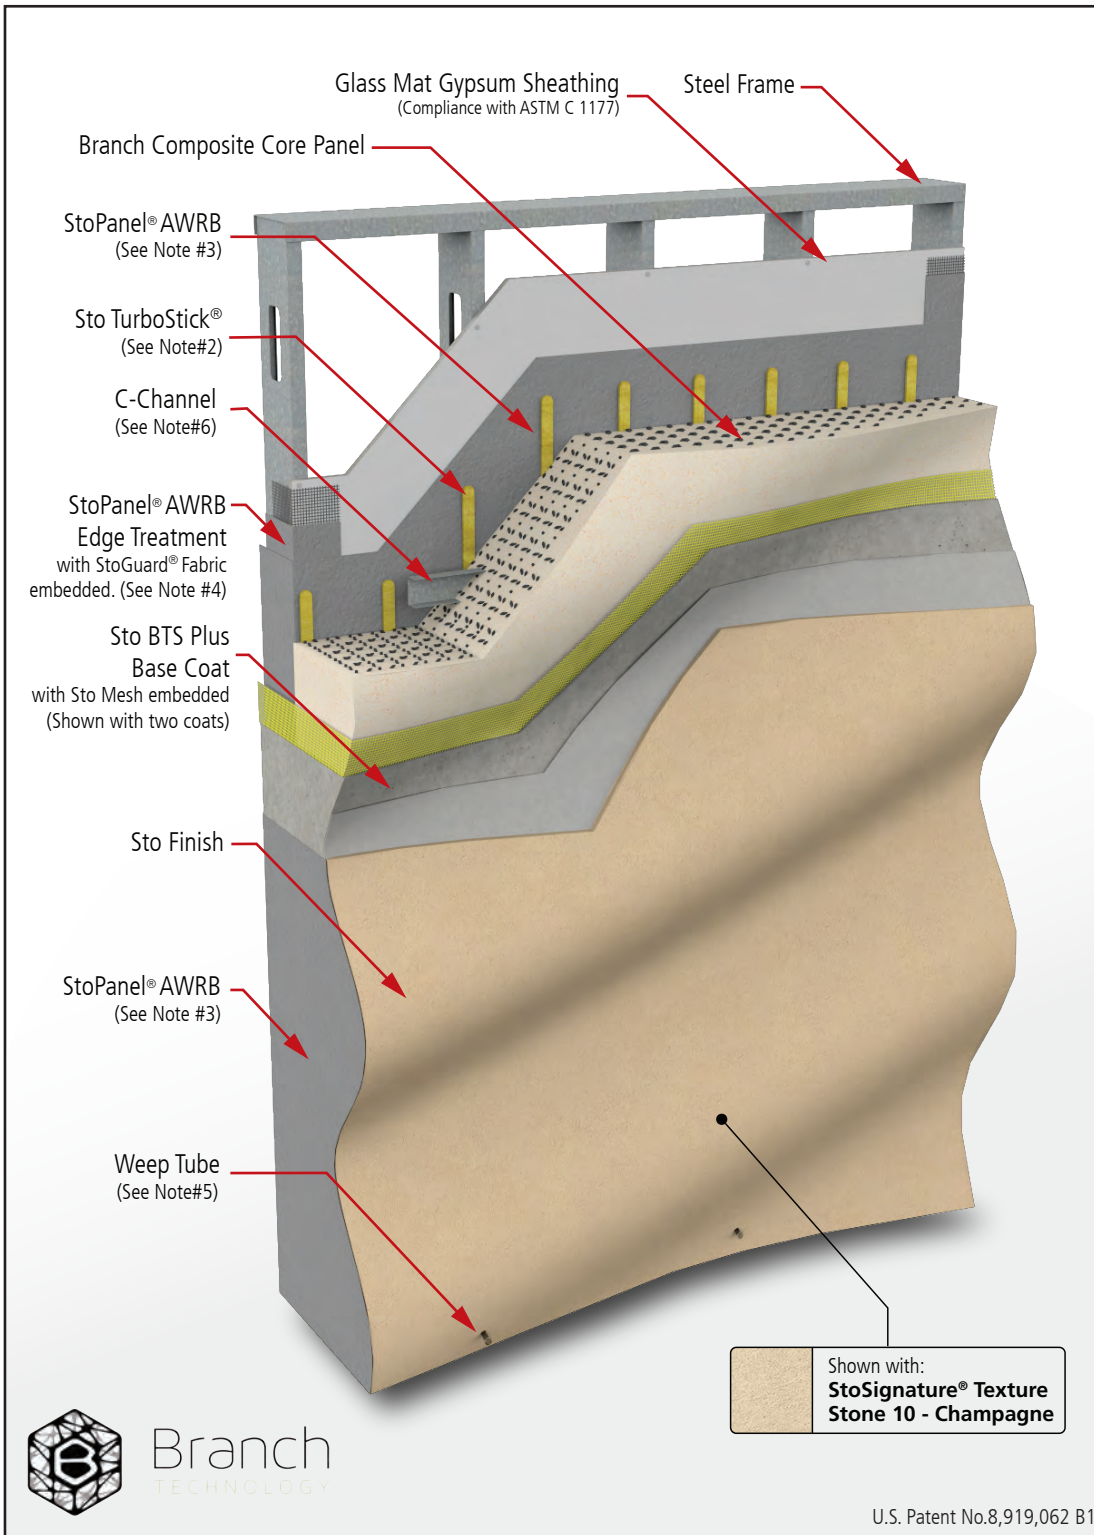 Glass Mat Gypsum Sheathing
(Compliance with ASTM C 1177)
Steel Frame
Branch Composite Core Panel
StoPanel® AWRB
(See Note #3)
Sto TurboStick®
(See Note#2)
C-Channel
(See Note#6)
StoPanel® AWRB
Edge Treatment
with StoGuard® Fabric
embedded. (See Note #4)
Sto BTS Plus
Base Coat
with Sto Mesh embedded
(Shown with two coats)
Sto Finish
StoPanel® AWRB
(See Note #3)
Weep Tube
(See Note#5)
Shown with:
StoSignature® Texture
Stone 10 - Champagne
B
Branch
TECHNOLOGY
U.S. Patent No.8,919,062 B1